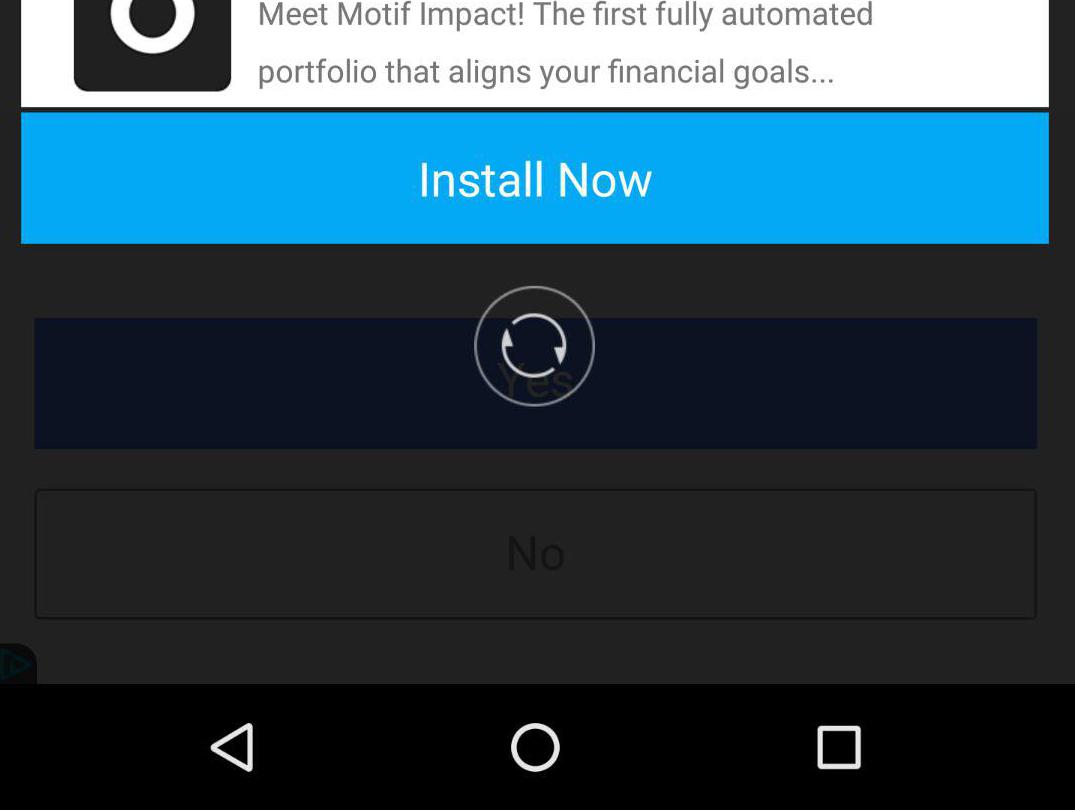 Meet Motif Impact! The first fully automated
portfolio that aligns your financial goals...
Install Now
Yes
No